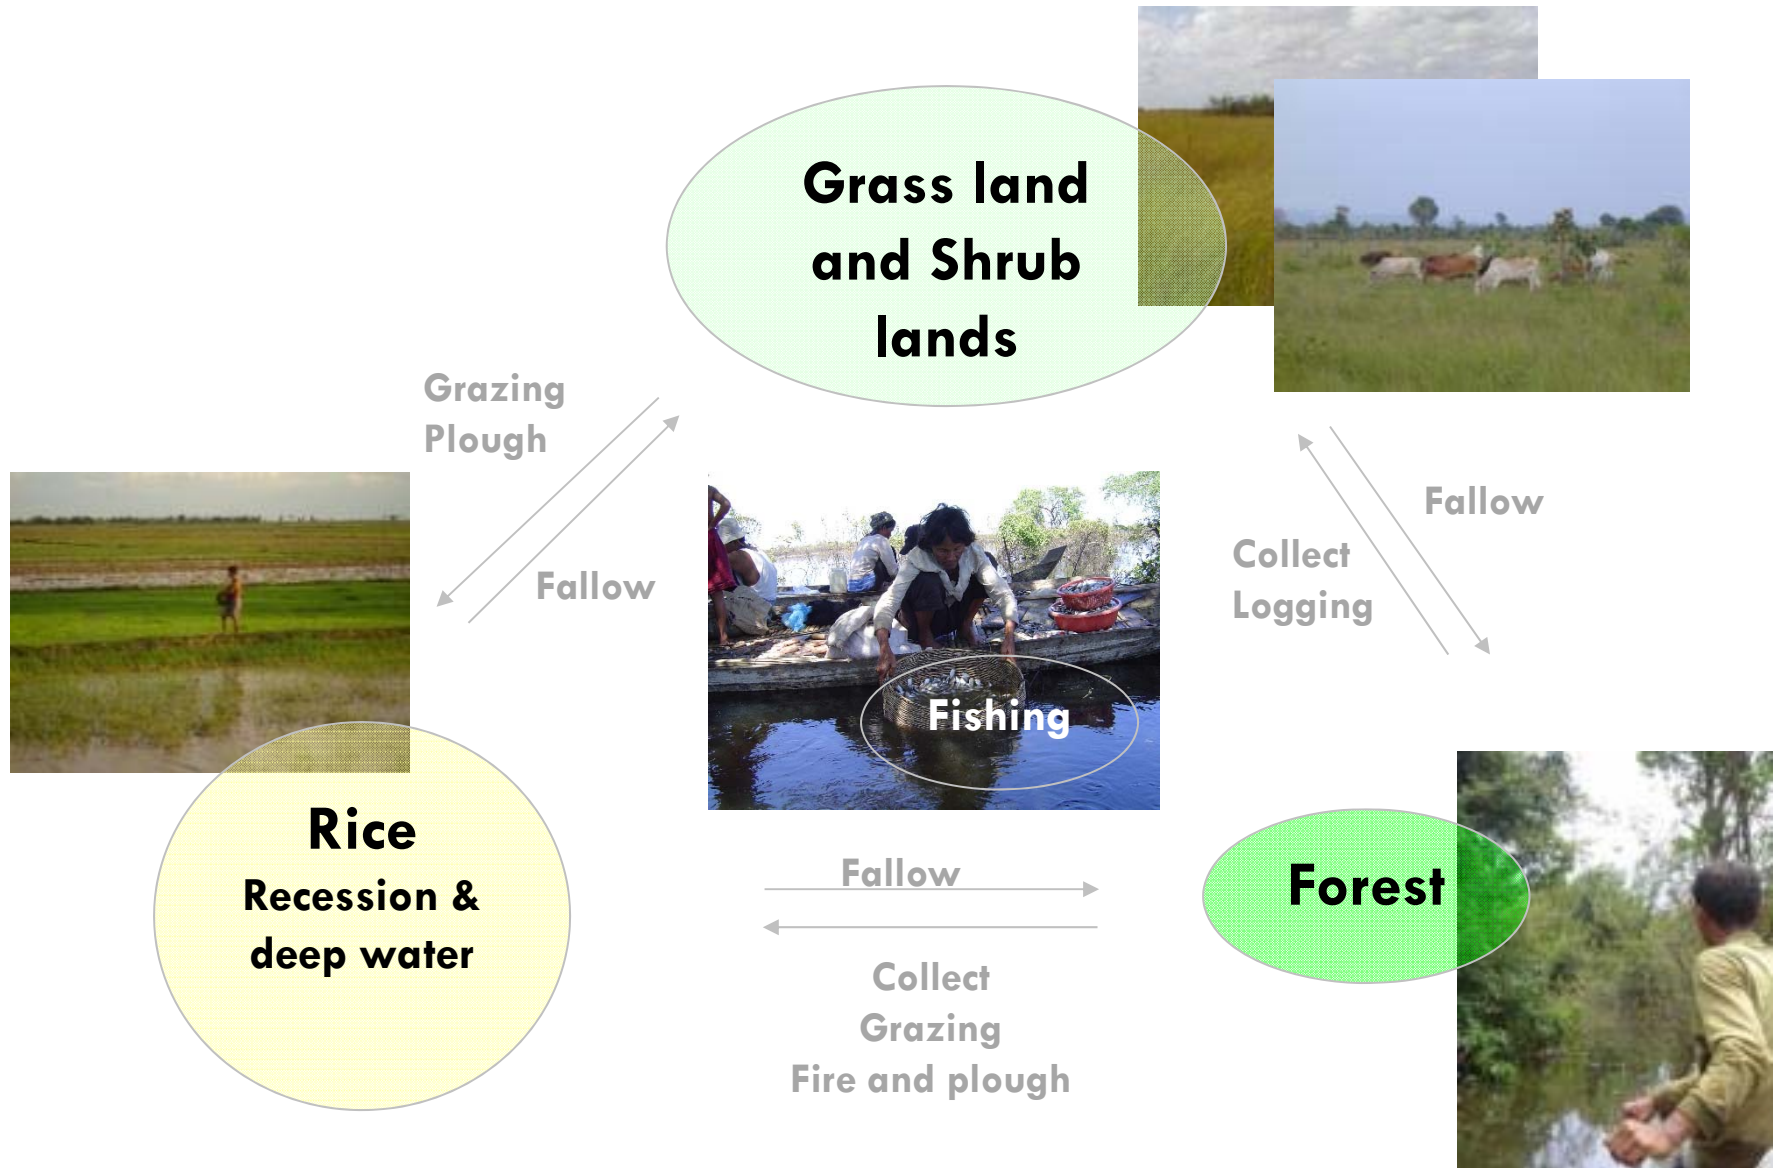 Grass land
and Shrub
lands
Grazing
Plough
Fallow
Fallow
Collect
Logging
Fishing
Rice
Recession &
deep water
Fallow
Forest
Collect
Grazing
Fire and plough